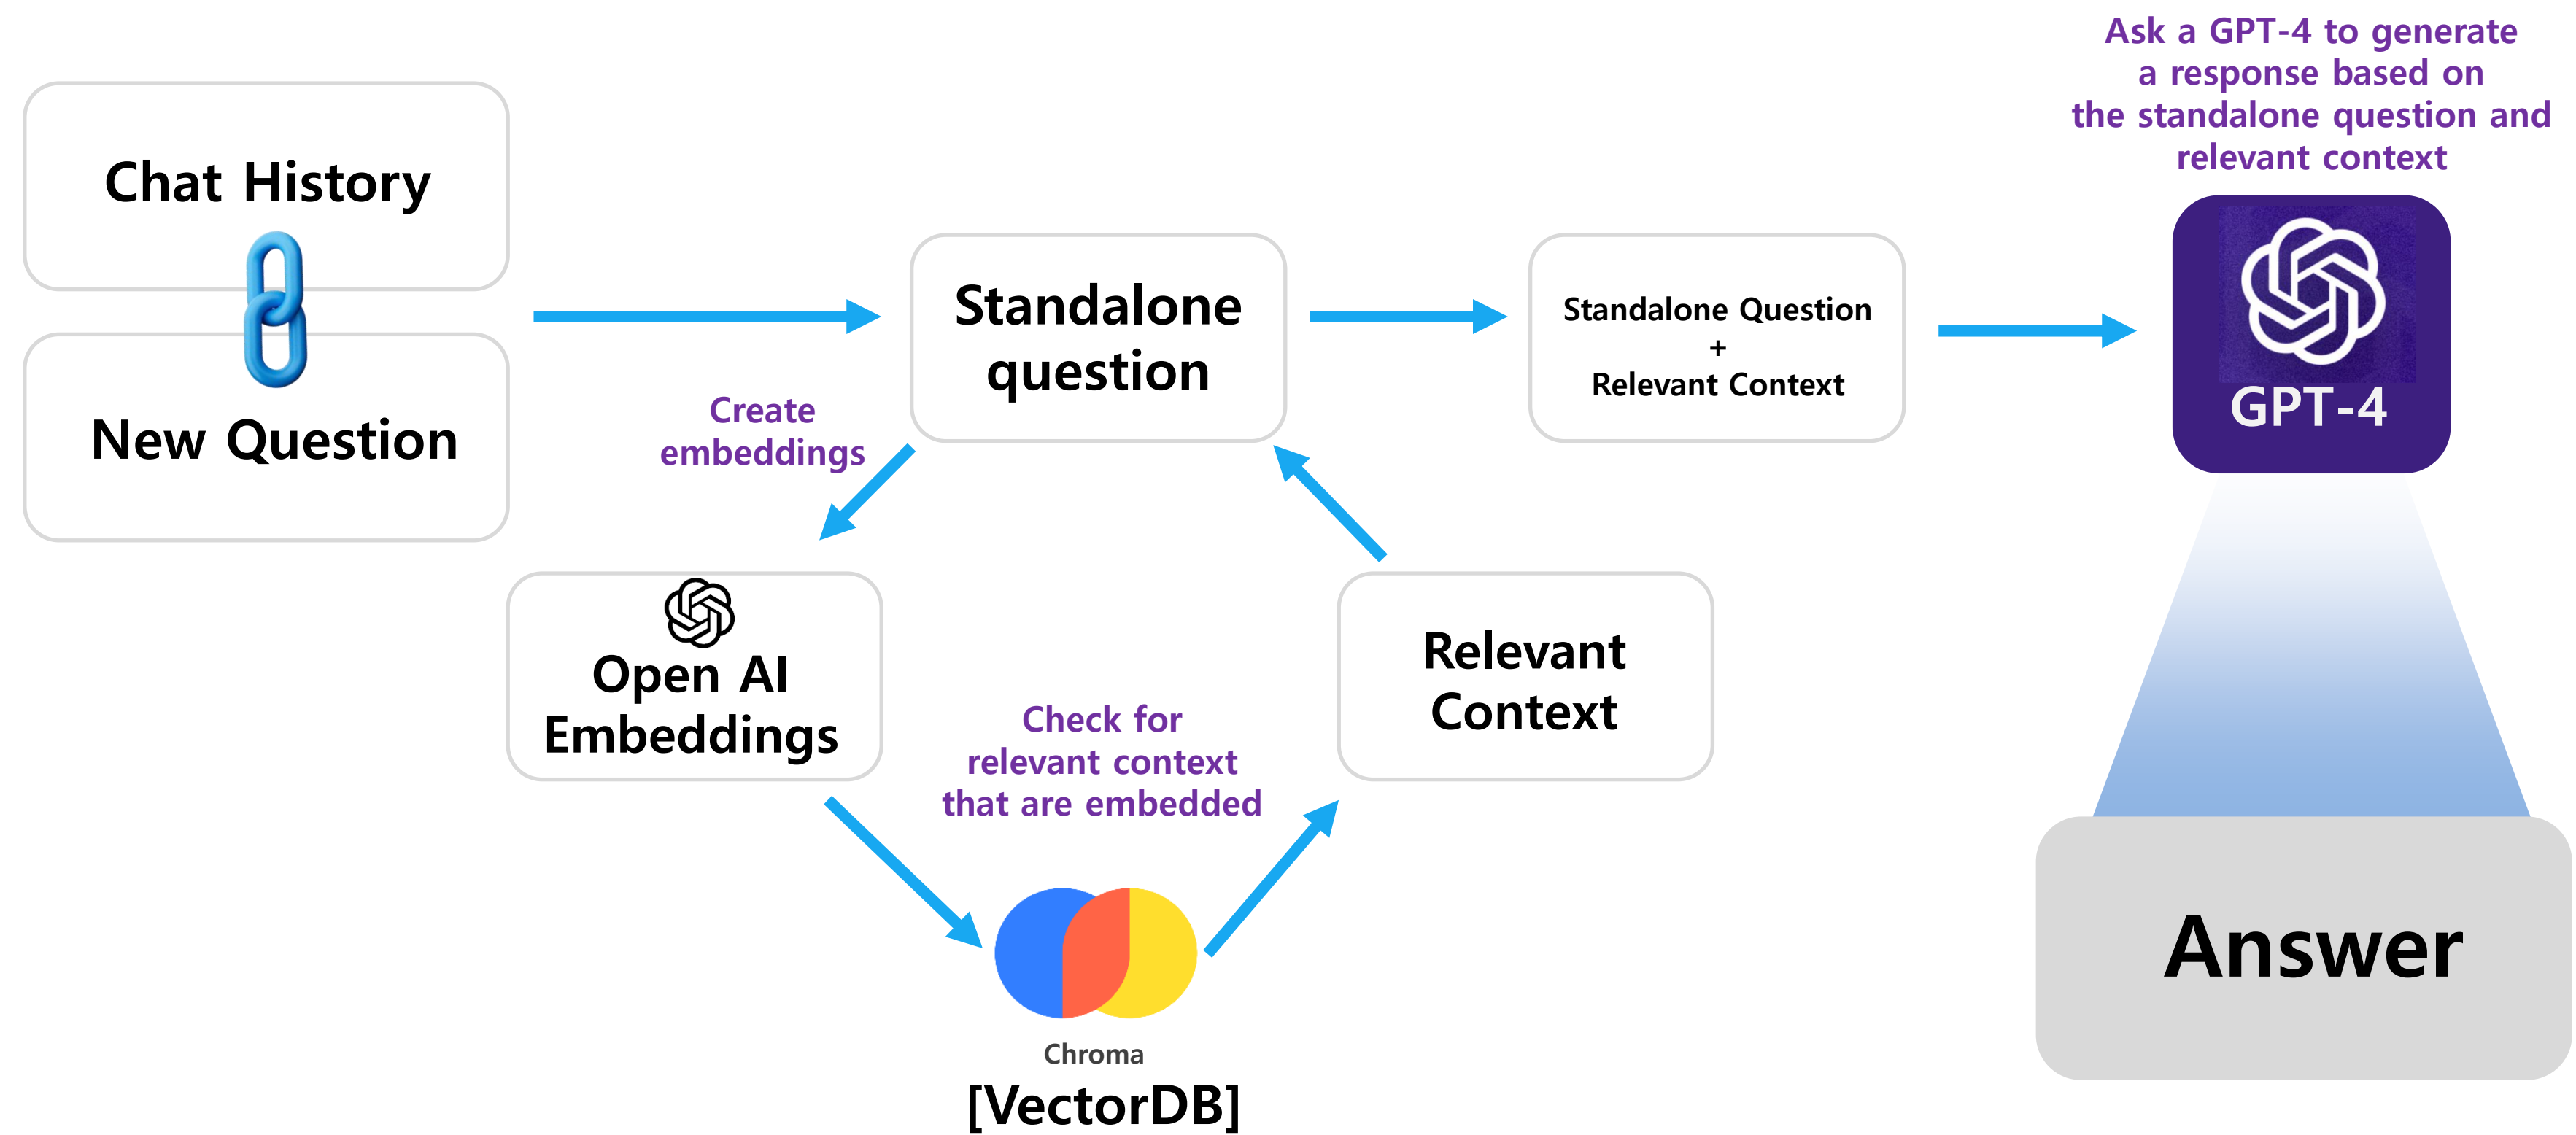 Ask a GPT-4 to generate
a response based on
the standalone question and
relevant context
Chat History
New Question
Standalone
question
Standalone Question
+
Relevant Context
GPT-4
Create
embeddings
Open AI
Embeddings
Check for
relevant context
that are embedded
Relevant
Context
Chroma
[VectorDB]
Answer